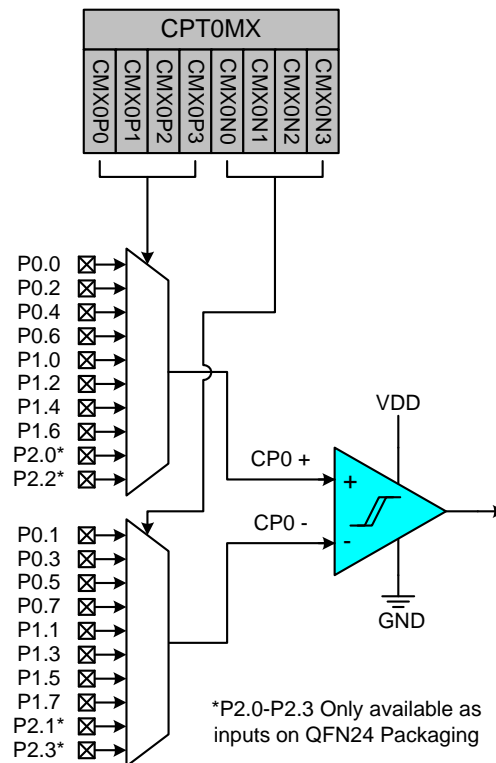 CPT0MX
CMX0P0
CMX0P1
CMX0P2
CMX0P3
CMX0N0
CMX0N1
CMX0N2
CMX0N3
P0.0
P0.2
P0.4
P0.6
P1.0
P1.2
P1.4
P1.6
P2.0*
P2.2*
VDD
CP0 +
+
CP0 -
-
GND
P0.1
P0.3
P0.5
P0.7
P1.1
P1.3
P1.5
P1.7
P2.1*
P2.3*
*P2.0-P2.3 Only available as
inputs on QFN24 Packaging